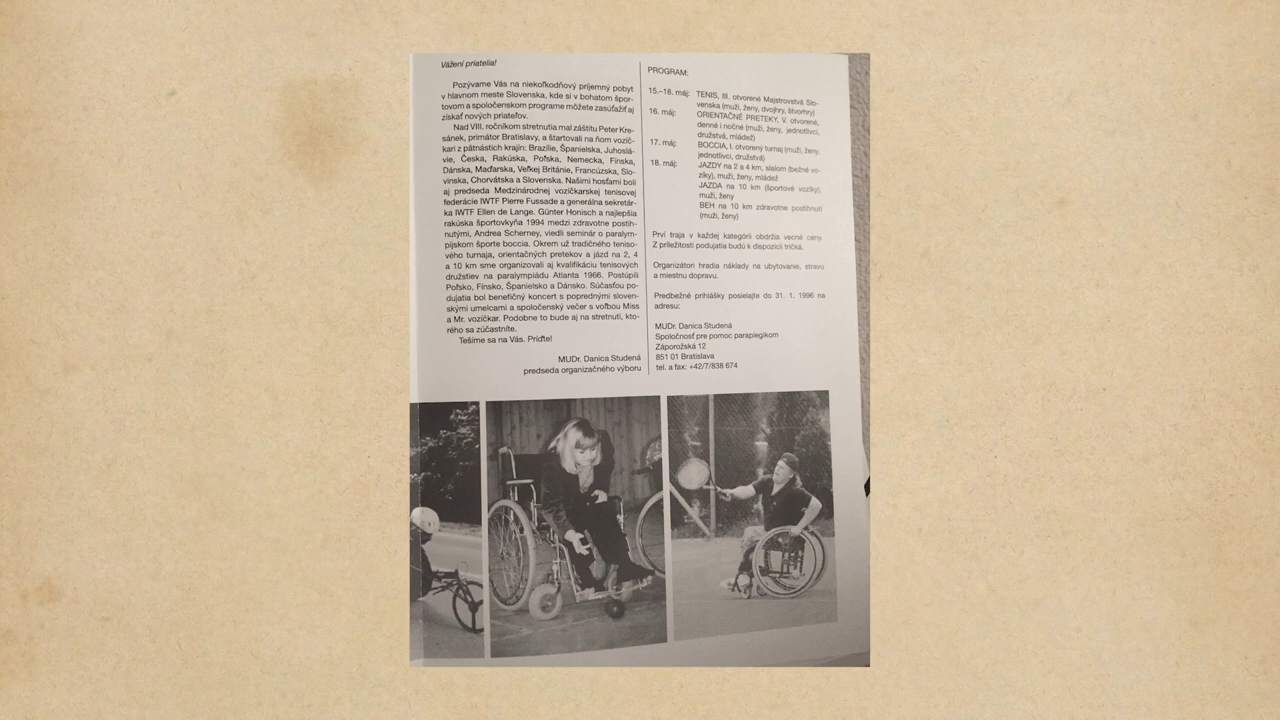 Vážení priatelia!
Pozývame Vás na niekoľkodňový príjemný pobyt
v hlavnom meste Slovenska, kde si v bohatom špor-
tovom a spoločenskom programe môžete zasúťažiť aj
získať nových priateľov.
Nad VIII. ročníkom stretnutia mal záštitu Peter Kre-
sánek, primátor Bratislavy, a štartovali na ňom vozíč-
kari z pätnástich krajín: Brazílie, Španielska, Juhoslá-
vie, Česka, Rakúska, Poľska, Nemecka, Fínska,
Dánska, Maďarska, Veľkej Británie, Francúzska, Slo-
vinska, Chorvátska a Slovenska. Našimi hosťami boli
aj predseda Medzinárodnej vozíčkarskej tenisovej
federácie IWTF Pierre Fussade a generálna sekretár-
ka IWTF Ellen de Lange. Günter Honisch a najlepšia
rakúska športovkyňa 1994 medzi zdravotne postih-
nutými, Andrea Scherney, viedli seminár o paralym-
pijskom športe boccia. Okrem už tradičného teniso-
vého turnaja, orientačných pretekov a jázd na 2, 4
a 10 km sme organizovali aj kvalifikáciu tenisových
družstiev na paralympiádu Atlanta 1966. Postúpili
Poľsko, Fínsko, Španielsko a Dánsko. Súčasťou po-
dujatia bol benefičný koncert s poprednými sloven-
skými umelcami a spoločenský večer s voľbou Miss
a Mr. vozíčkar. Podobne to bude aj na stretnutí, kto-
rého sa zúčastníte.
Tešíme sa na Vás. Príďte!
MUDr. Danica Studená
predseda organizačného výboru
PROGRAM:
15.–18. máj: TENIS, III. otvorené Majstrovstvá Slo-
venska (muži, ženy, dvojhry, štvorhry)
16. máj: ORIENTAČNÉ PRETEKY, V. otvorené,
denné i nočné (muži, ženy, jednotlivci,
družstvá, mládež)
17. máj: BOCCIA, I. otvorený turnaj (muži, ženy,
jednotlivci, družstvá)
18. máj: JAZDY na 2 a 4 km, slalom (bežné vo-
zíky), muži, ženy, mládež
JAZDA na 10 km (športové vozíky),
muži, ženy
BEH na 10 km zdravotne postihnutí
(muži, ženy)
Prví traja v každej kategórii obdržia vecné ceny.
Z príležitosti podujatia budú k dispozícii tričká.
Organizátori hradia náklady na ubytovanie, stravu
a miestnu dopravu.
Predbežné prihlášky posielajte do 31. 1. 1996 na
adresu:
MUDr. Danica Studená
Spoločnosť pre pomoc paraplegikom
Záporožská 12
851 01 Bratislava
tel. a fax: +42/7/838 674